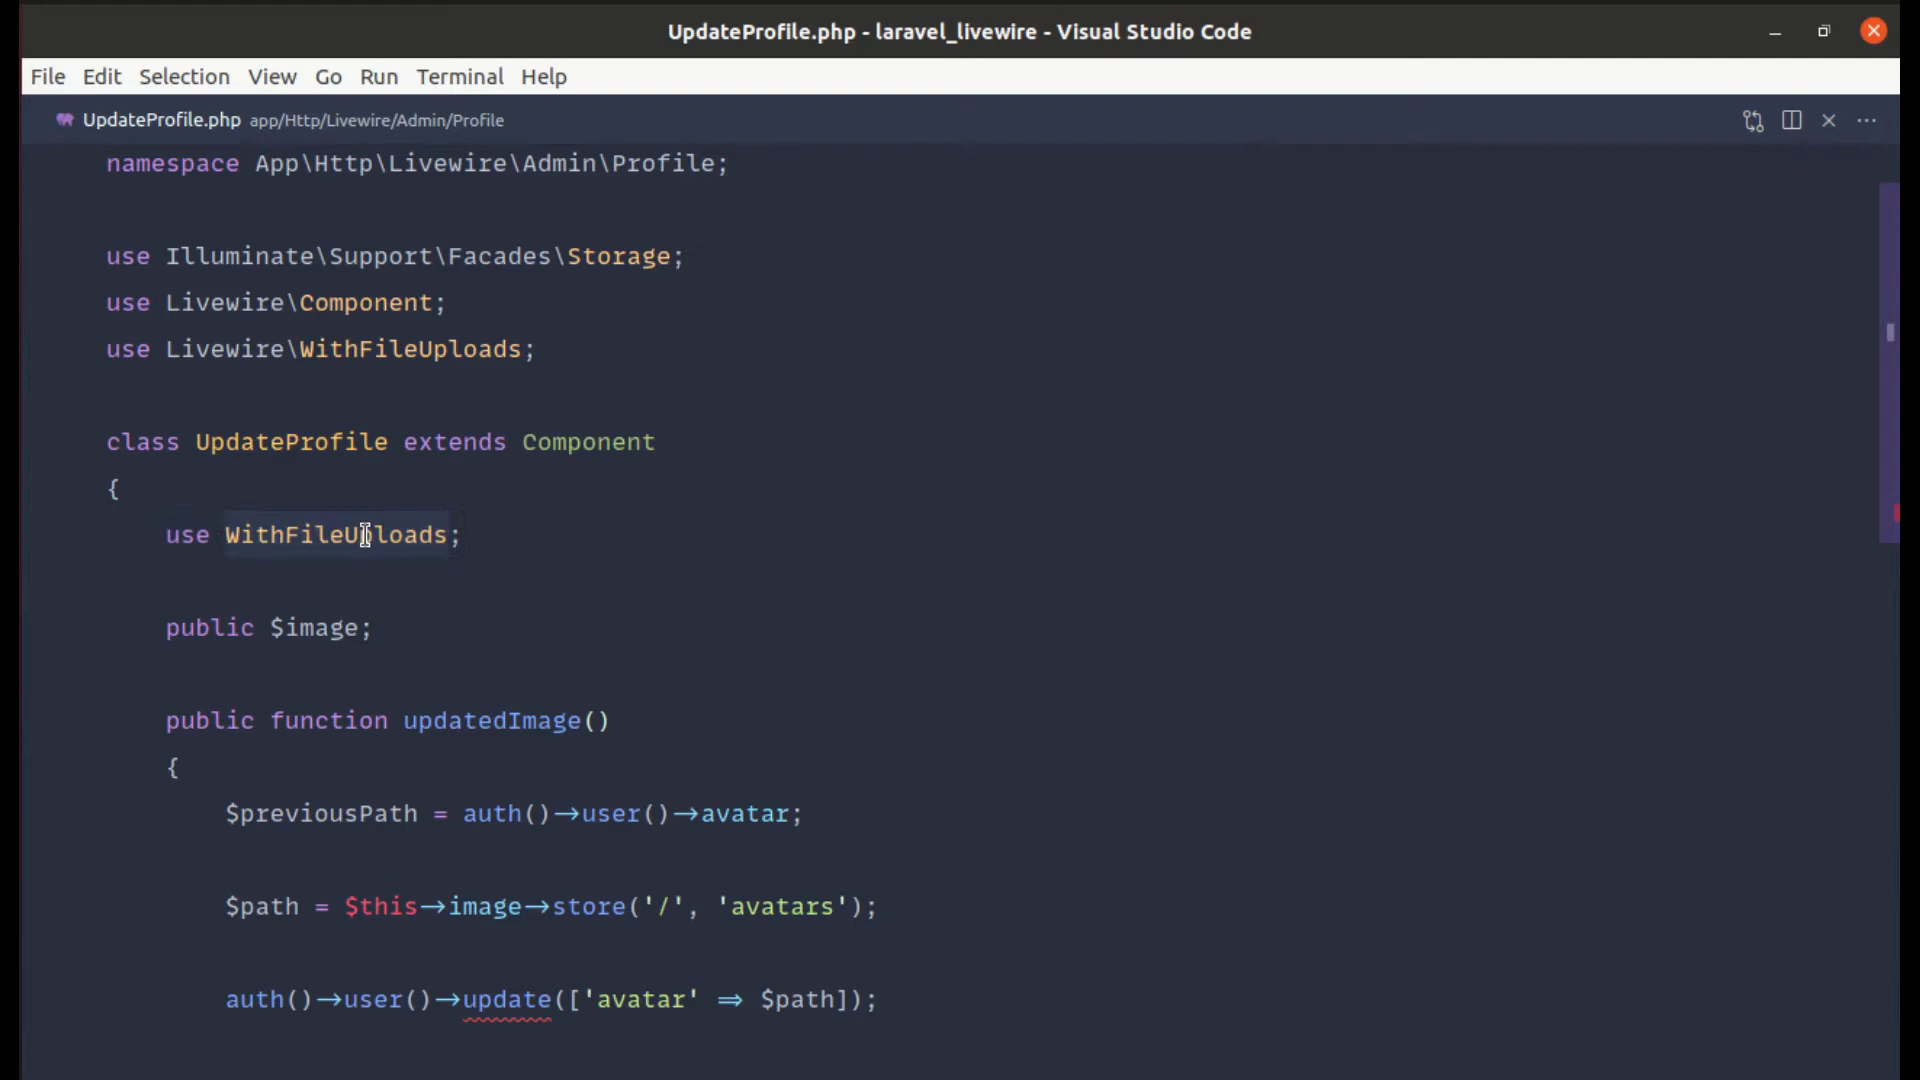 UpdateProfile.php - laravel_livewire - Visual Studio Code
File Edit Selection View Go Run Terminal Help
UpdateProfile.php app/Http/Livewire/Admin/Profile
namespace App\Http\Livewire\Admin\Profile;
use Illuminate\Support\Facades\Storage;
use Livewire\Component;
use Livewire\WithFileUploads;
class UpdateProfile extends Component
{
use WithFileUploads;
public $image;
public function updatedImage()
{
$previousPath = auth()->user()->avatar;
$path = $this->image->store('/', 'avatars');
auth()->user()->update(['avatar' => $path]);